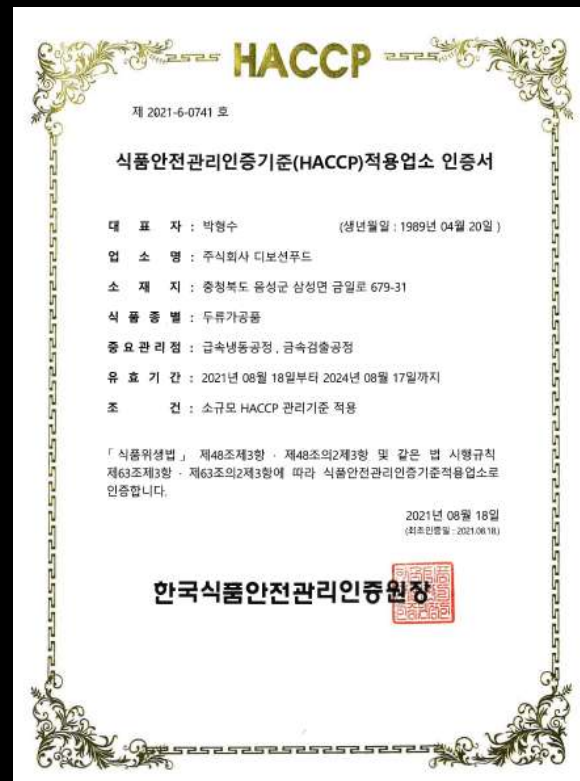 HACCP
제 2021-6-0741 호
식품안전관리인증기준(HACCP)적용업소 인증서
대 표 자 : 박형수 (생년월일 : 1989년 04월 20일 )
업 소 명 : 주식회사 디보션푸드
소 재 지 : 충청북도 음성군 삼성면 금일로 679-31
식 품 종 별 : 두류가공품
중 요 관 리 점 : 급속냉동공정 , 금속검출공정
유 효 기 간 : 2021년 08월 18일부터 2024년 08월 17일까지
조 건 : 소규모 HACCP 관리기준 적용
「 식품위생법 」 제48조제3항 · 제48조의2제3항 및 같은 법 시행규칙
제63조제3항 · 제63조의2제3항에 따라 식품안전관리인증기준적용업소로
인증합니다.
2021년 08월 18일
(최초인증일 : 2021.08.18.)
한국식품안전관리인증원장